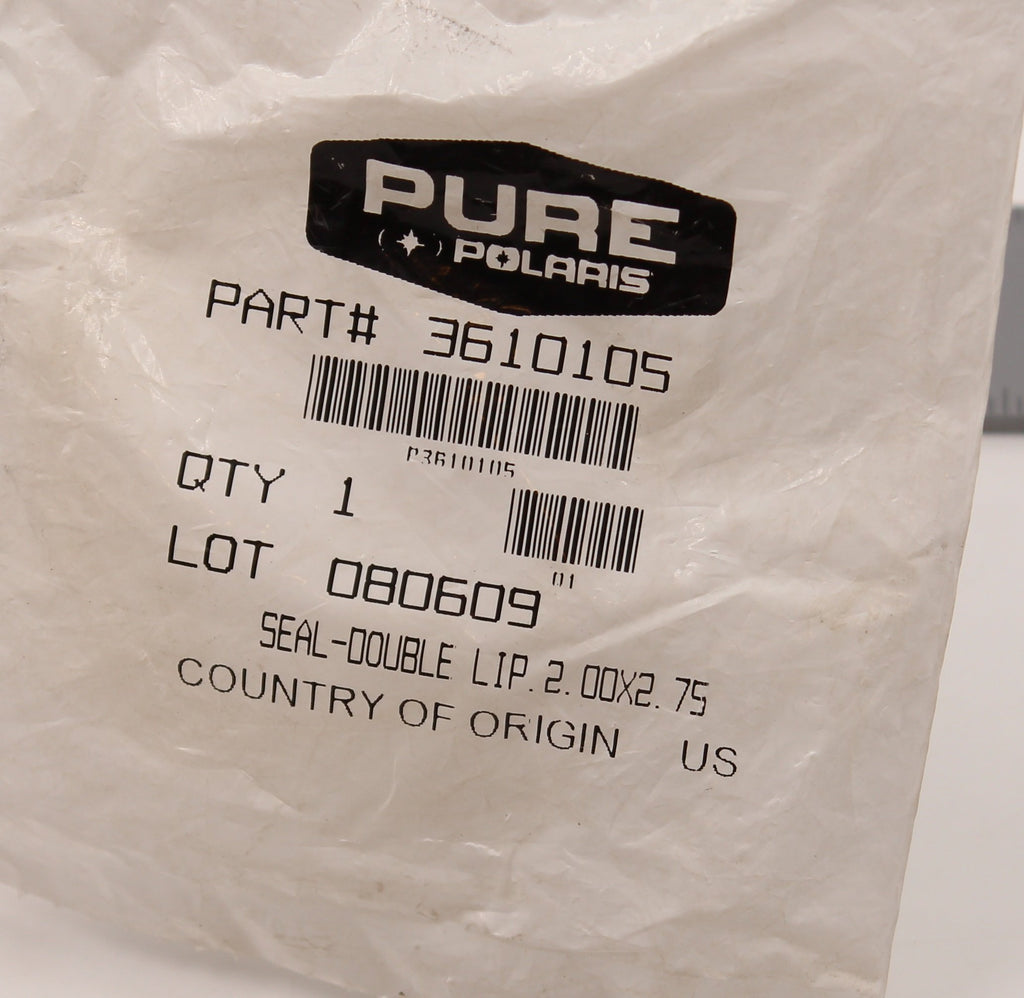 PURE
POLARIS
PART# 3610105
P3610105
QTY 1
01
LOT 080609
SEAL-DOUBLE LIP.2.00X2.75
COUNTRY OF ORIGIN US